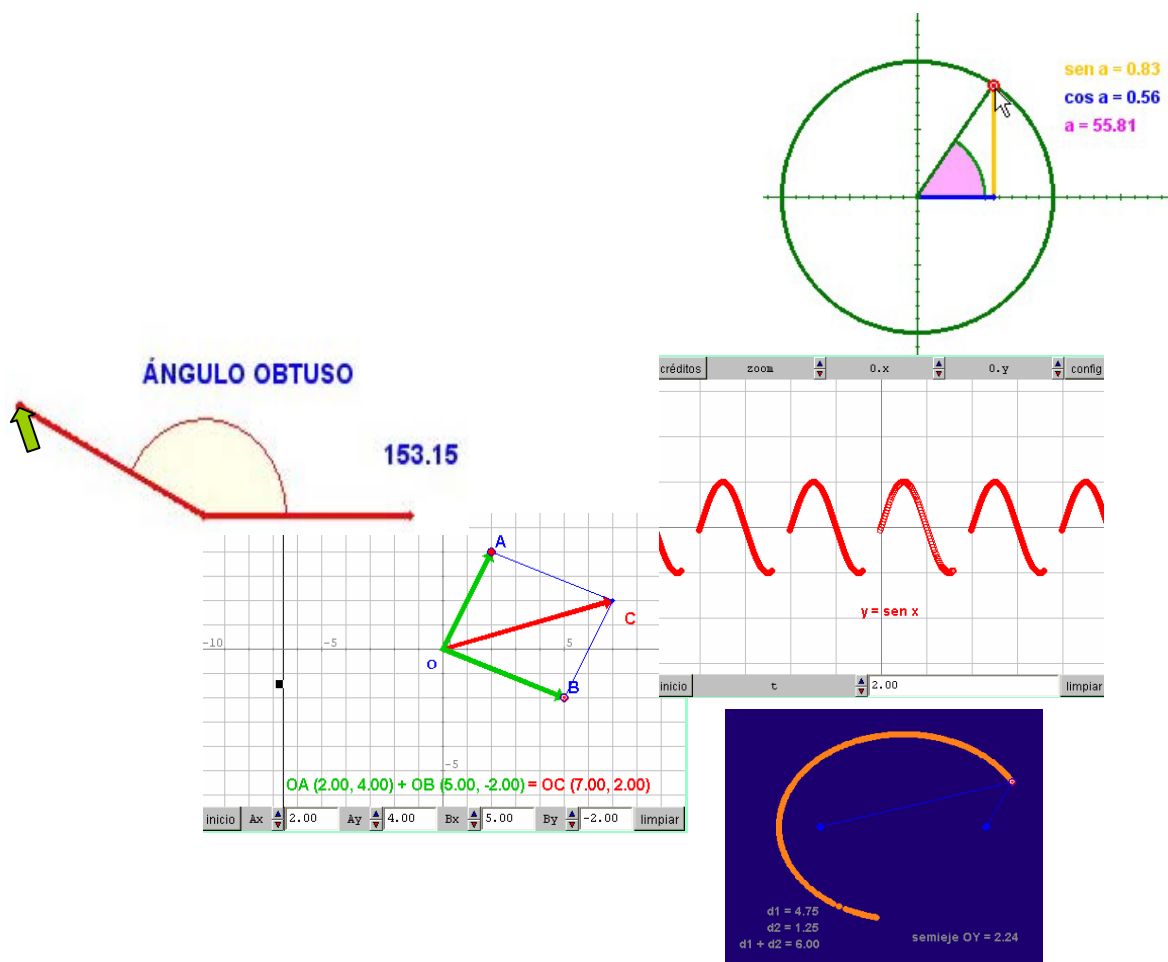 sen a = 0.83
cos a = 0.56
a = 55.81
ÁNGULO OBTUSO
153.15
créditos zoom 0.x 0.y config
y = sen x
inicio t 2.00 limpiar
A
C
-10 -5 5
O
B
-5
OA (2.00, 4.00) + OB (5.00, -2.00) = OC (7.00, 2.00)
inicio Ax 2.00 Ay 4.00 Bx 5.00 By -2.00 limpiar
d1 = 4.75
d2 = 1.25
d1 + d2 = 6.00
semieje OY = 2.24